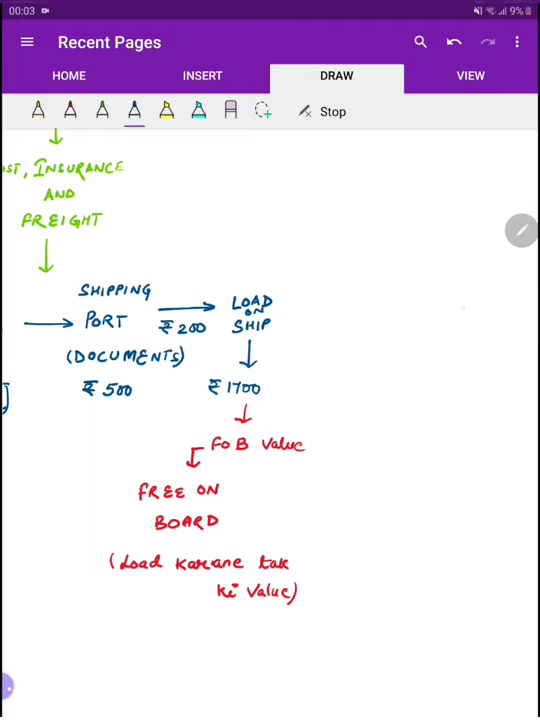 00:03
9%
Recent Pages
HOME INSERT DRAW VIEW
Stop
OST, INSURANCE
AND
FREIGHT
SHIPPING
PORT
(DOCUMENTS)
₹ 500
₹ 200
LOAD
ON
SHIP
₹ 1700
FOB Value
FREE ON
BOARD
(Load karane tak
ki Value)